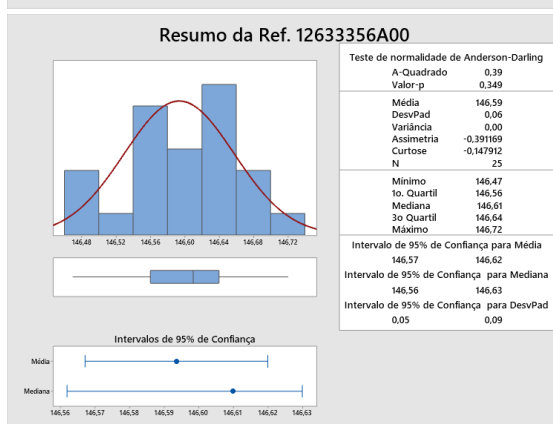 Resumo da Ref. 12633356A00
Teste de normalidade de Anderson-Darling
A-Quadrado 0,39
Valor-p 0,349
Média 146,59
DesvPad 0,06
Variância 0,00
Assimetria -0,391169
Curtose -0,147912
N 25
Mínimo 146,47
1o. Quartil 146,56
Mediana 146,61
3o Quartil 146,64
Máximo 146,72
Intervalo de 95% de Confiança para Média
146,57 146,62
Intervalo de 95% de Confiança para Mediana
146,56 146,63
Intervalo de 95% de Confiança para DesvPad
0,05 0,09
146,48 146,52 146,56 146,60 146,64 146,68 146,72
Intervalos de 95% de Confiança
Média
Mediana
146,56 146,57 146,58 146,59 146,60 146,61 146,62 146,63